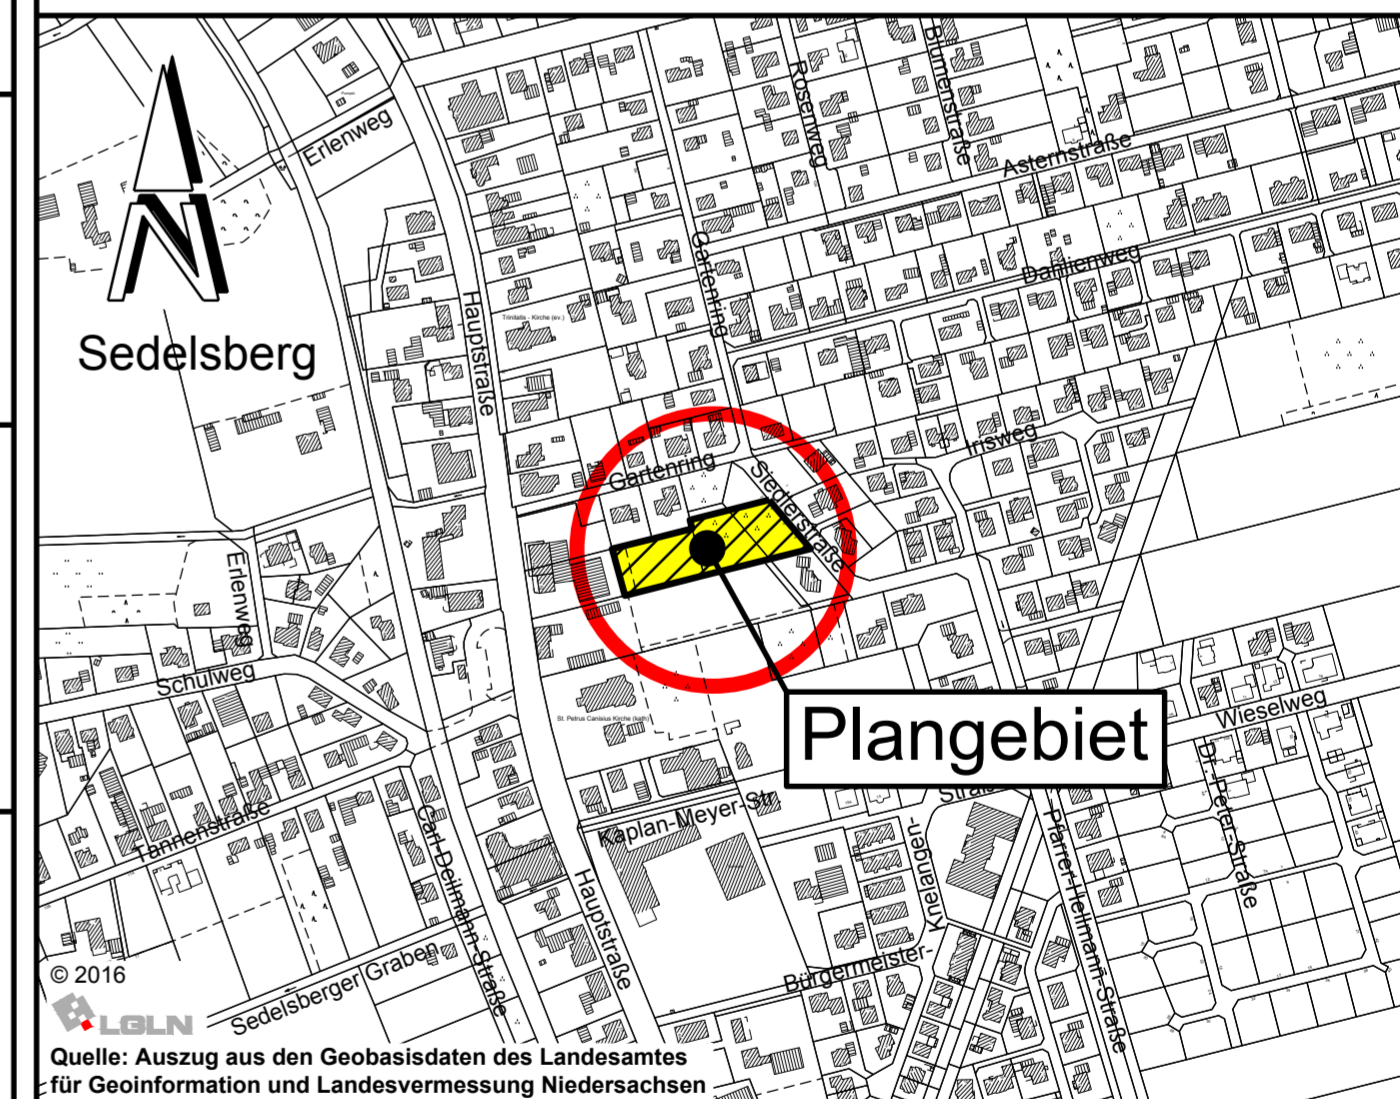 Erlenweg
Rosenweg
Blumenstraße
Asternstraße
Gartenring
Dahlienweg
N
Sedelsberg
Hauptstraße
Trinitatis - Kirche (ev.)
Irisweg
Gartenring
Siedlerstraße
Erlenweg
Schulweg
St. Petrus Canisius Kirche (kath)
Plangebiet
Wieselweg
Dr.-Peter-Straße
Kaplan-Meyer-Str.
Tannenstraße
Carl-Deilmann-Straße
Hauptstraße
Bürgermeister-
Knelangen-
Straße
Pfarrer-Hellmann-Straße
Sedelsberger Graben
© 2016
LGLN
Quelle: Auszug aus den Geobasisdaten des Landesamtes
für Geoinformation und Landesvermessung Niedersachsen